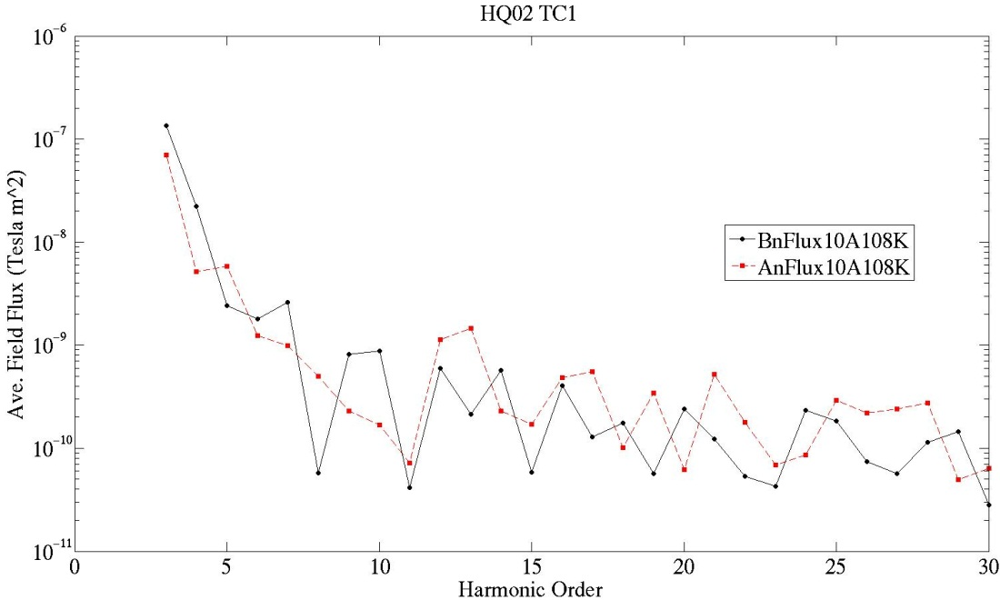 HQ02 TC1
10^-6
10^-7
10^-8
10^-9
10^-10
10^-11
Ave. Field Flux (Tesla m^2)
BnFlux10A108K
AnFlux10A108K
0 5 10 15 20 25 30
Harmonic Order